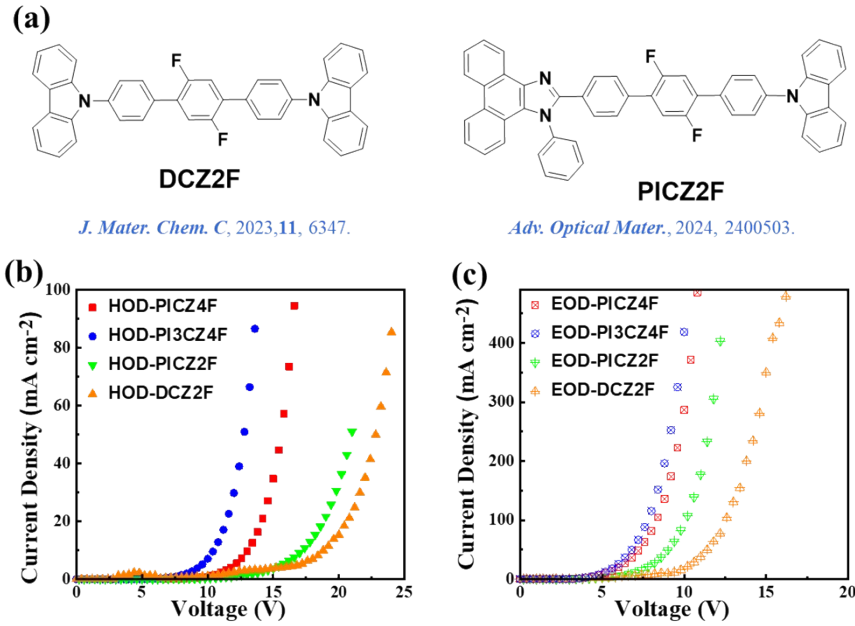 (a)
F
N
N
F
DCZ2F
J. Mater. Chem. C, 2023,11, 6347.
N
N
F
F
N
PICZ2F
Adv. Optical Mater., 2024, 2400503.
(b)
HOD-PICZ4F
HOD-PI3CZ4F
HOD-PICZ2F
HOD-DCZ2F
Current Density (mA cm-2)
100
80
60
40
20
0
0 5 10 15 20 25
Voltage (V)
(c)
EOD-PICZ4F
EOD-PI3CZ4F
EOD-PICZ2F
EOD-DCZ2F
Current Density (mA cm-2)
400
300
200
100
0
0 5 10 15 20
Voltage (V)